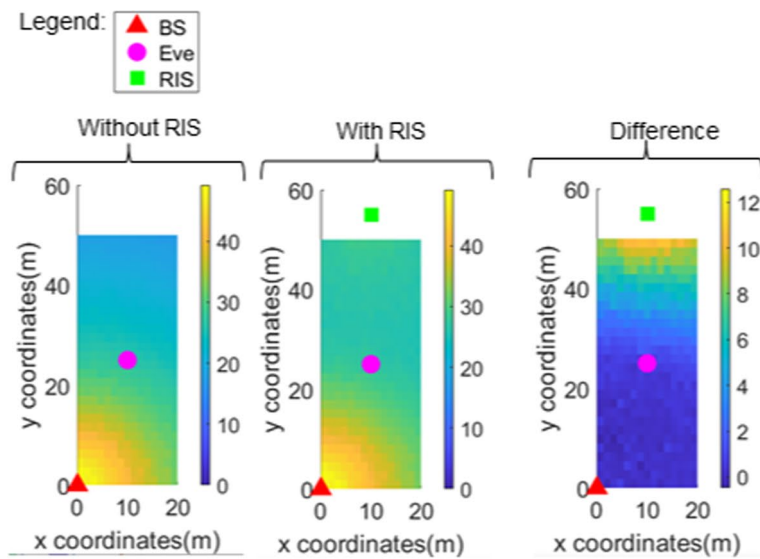 Legend:
BS
Eve
RIS
Without RIS
With RIS
Difference
60
40
20
0
0 10 20
x coordinates(m)
y coordinates(m)
40
30
20
10
0
60
40
20
0
0 10 20
x coordinates(m)
y coordinates(m)
40
30
20
10
0
60
40
20
0
0 10 20
x coordinates(m)
y coordinates(m)
12
10
8
6
4
2
0